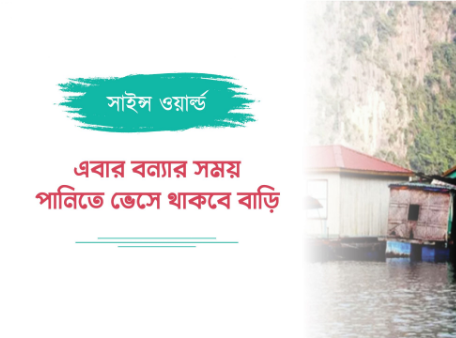 সাইন্স ওয়ার্ল্ড
এবার বন্যার সময়
পানিতে ভেসে থাকবে বাড়ি